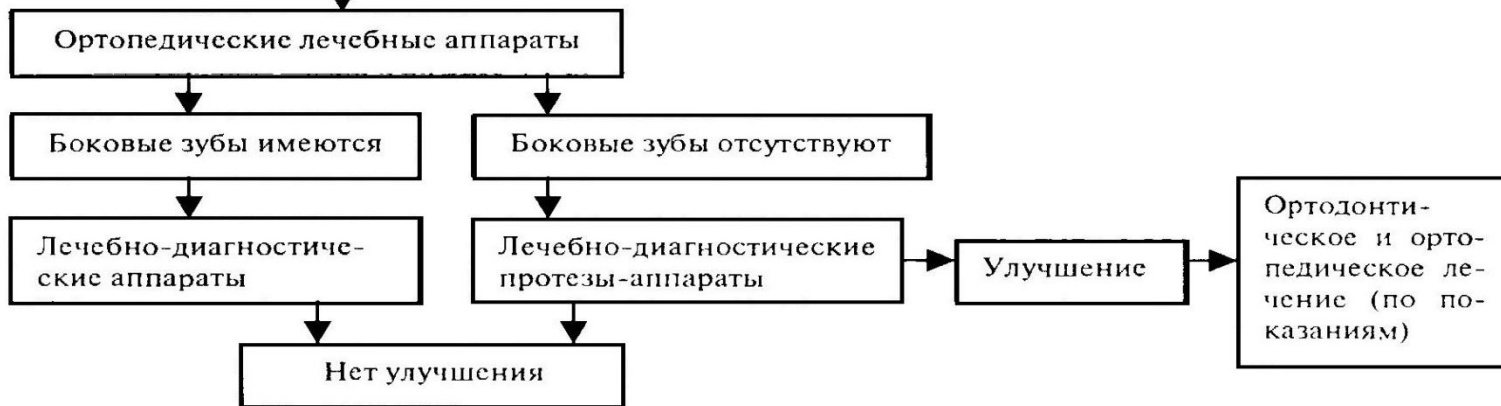 Ортопедические лечебные аппараты
Боковые зубы имеются
Боковые зубы отсутствуют
Лечебно-диагностиче-
ские аппараты
Лечебно-диагностические
протезы-аппараты
Улучшение
Ортодонти-
ческое и орто-
педическое ле-
чение (по по-
казаниям)
Нет улучшения